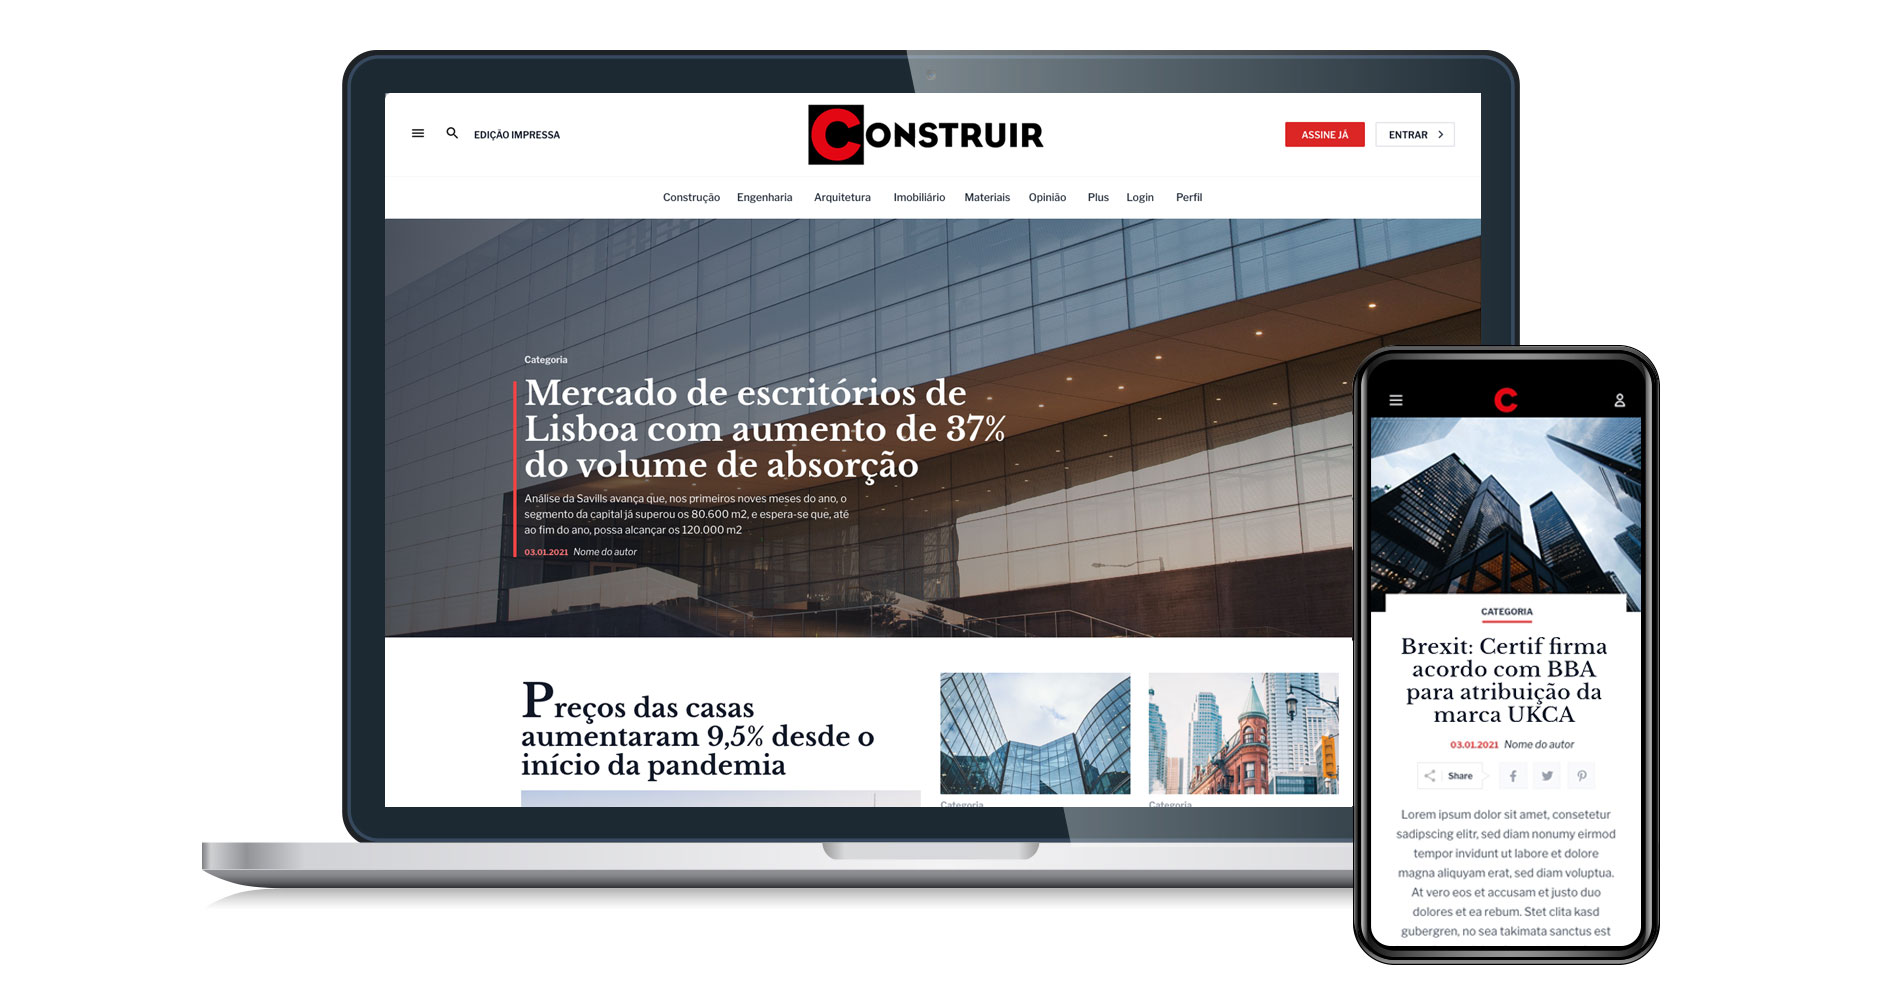 EDIÇÃO IMPRESSA
CONSTRUIR
ASSINE JÁ
ENTRAR
Construção Engenharia Arquitetura Imobiliário Materiais Opinião Plus Login Perfil
Categoria
Mercado de escritórios de
Lisboa com aumento de 37%
do volume de absorção
Análise da Savills avança que, nos primeiros noves meses do ano, o
segmento da capital já superou os 80.600 m2, e espera-se que, até
ao fim do ano, possa alcançar os 120.000 m2
03.01.2021 Nome do autor
Preços das casas
aumentaram 9,5% desde o
início da pandemia
Categoria
Categoria
C
CATEGORIA
Brexit: Certif firma
acordo com BBA
para atribuição da
marca UKCA
03.01.2021 Nome do autor
Share
Lorem ipsum dolor sit amet, consetetur
sadipscing elitr, sed diam nonumy eirmod
tempor invidunt ut labore et dolore
magna aliquyam erat, sed diam voluptua.
At vero eos et accusam et justo duo
dolores et ea rebum. Stet clita kasd
gubergren, no sea takimata sanctus est